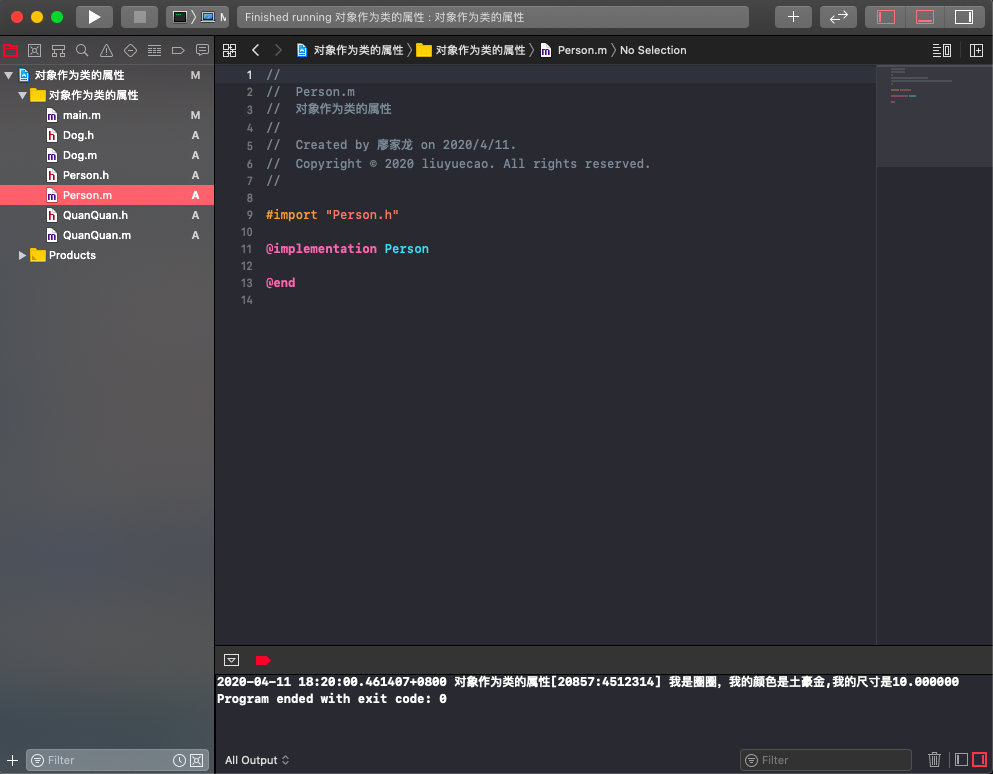 M
Finished running 对象作为类的属性 : 对象作为类的属性
对象作为类的属性 M
对象作为类的属性
main.m M
Dog.h A
Dog.m A
Person.h A
Person.m A
QuanQuan.h A
QuanQuan.m A
Products
Filter
对象作为类的属性 〉 对象作为类的属性 〉 Person.m 〉 No Selection
1 //
2 //  Person.m
3 //  对象作为类的属性
4 //
5 //  Created by 廖家龙 on 2020/4/11.
6 //  Copyright © 2020 liuyuecao. All rights reserved.
7 //
8
9 #import "Person.h"
10
11 @implementation Person
12
13 @end
14
2020-04-11 18:20:00.461407+0800 对象作为类的属性[20857:4512314] 我是圈圈，我的颜色是土豪金,我的尺寸是10.000000
Program ended with exit code: 0
All Output
Filter